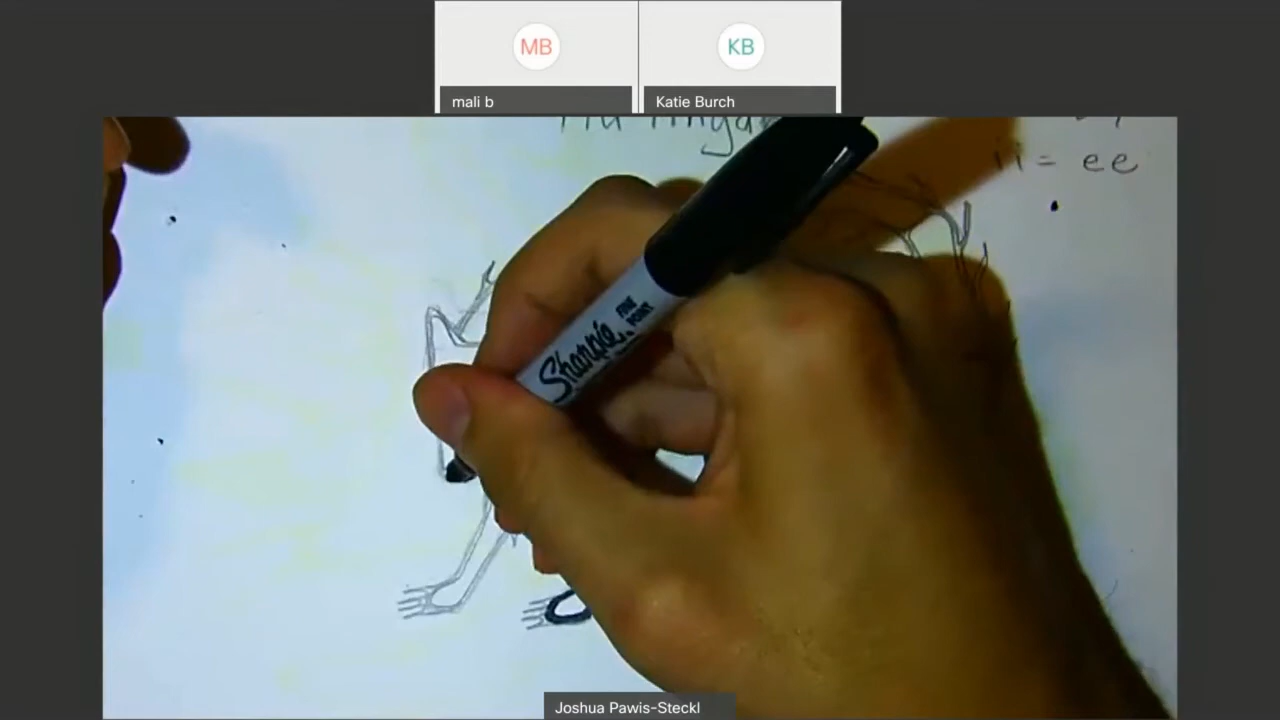 MB
KB
mali b
Katie Burch
ii = ee
Sharpie
FINE
POINT
Joshua Pawis-Steckl